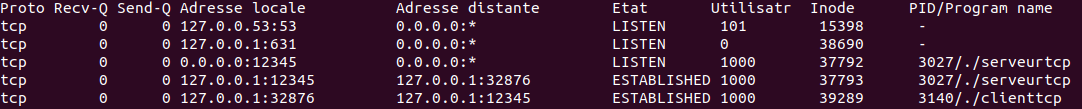 Proto Recv-Q Send-Q Adresse locale Adresse distante Etat Utilisatr Inode PID/Program name
tcp 0 0 127.0.0.53:53 0.0.0.0:* LISTEN 101 15398 -
tcp 0 0 127.0.0.1:631 0.0.0.0:* LISTEN 0 38690 -
tcp 0 0 0.0.0.0:12345 0.0.0.0:* LISTEN 1000 37792 3027/./serveurtcp
tcp 0 0 127.0.0.1:12345 127.0.0.1:32876 ESTABLISHED 1000 37793 3027/./serveurtcp
tcp 0 0 127.0.0.1:32876 127.0.0.1:12345 ESTABLISHED 1000 39289 3140/./clienttcp